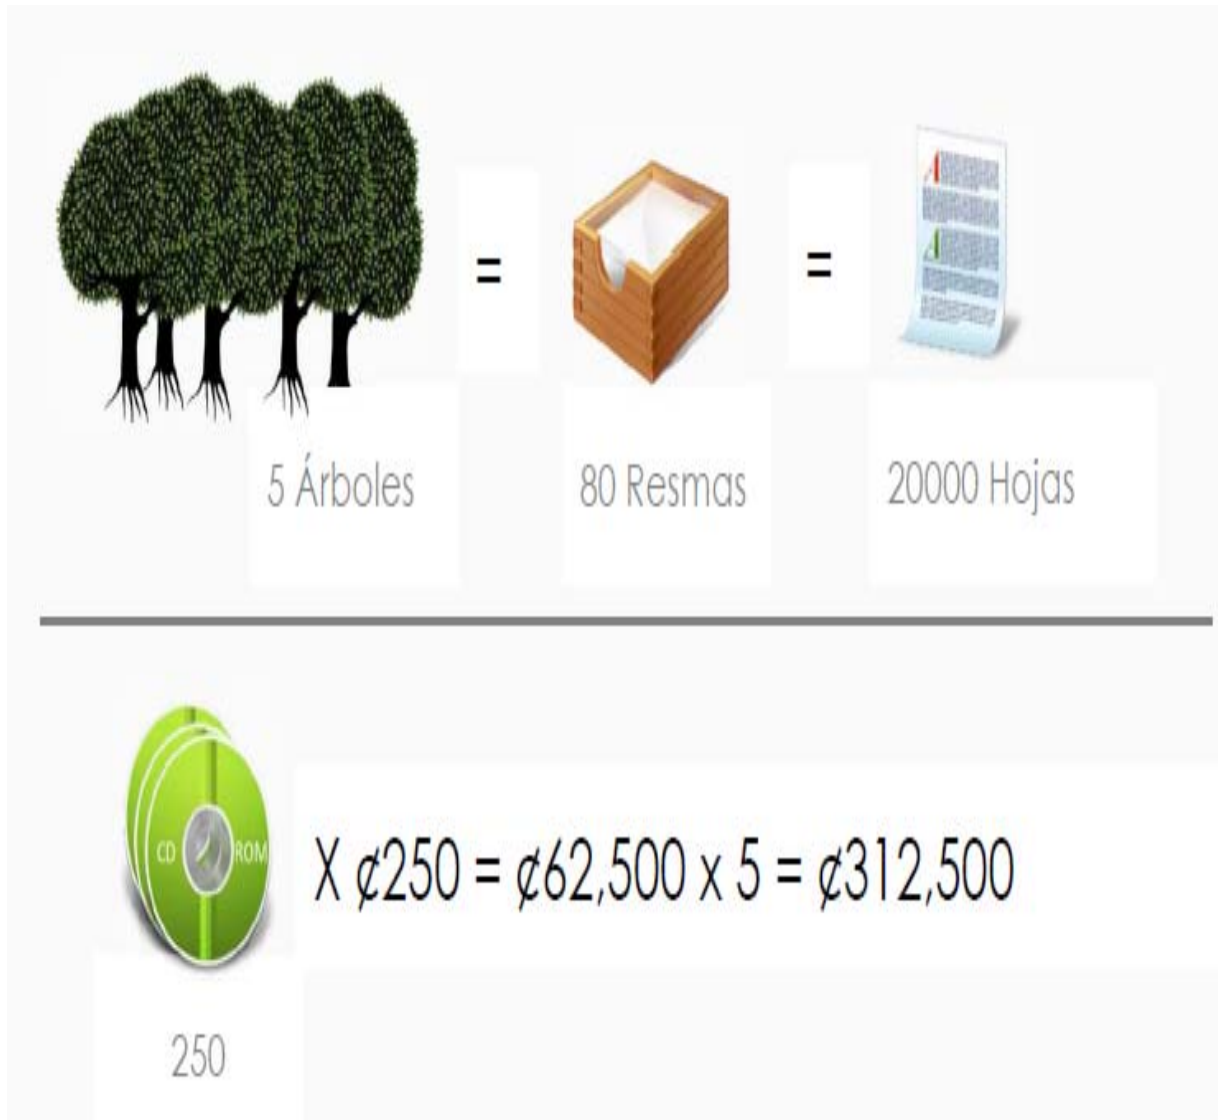 =
=
5 Árboles
80 Resmas
20000 Hojas
CD ROM
X ¢250 = ¢62,500 x 5 = ¢312,500
250